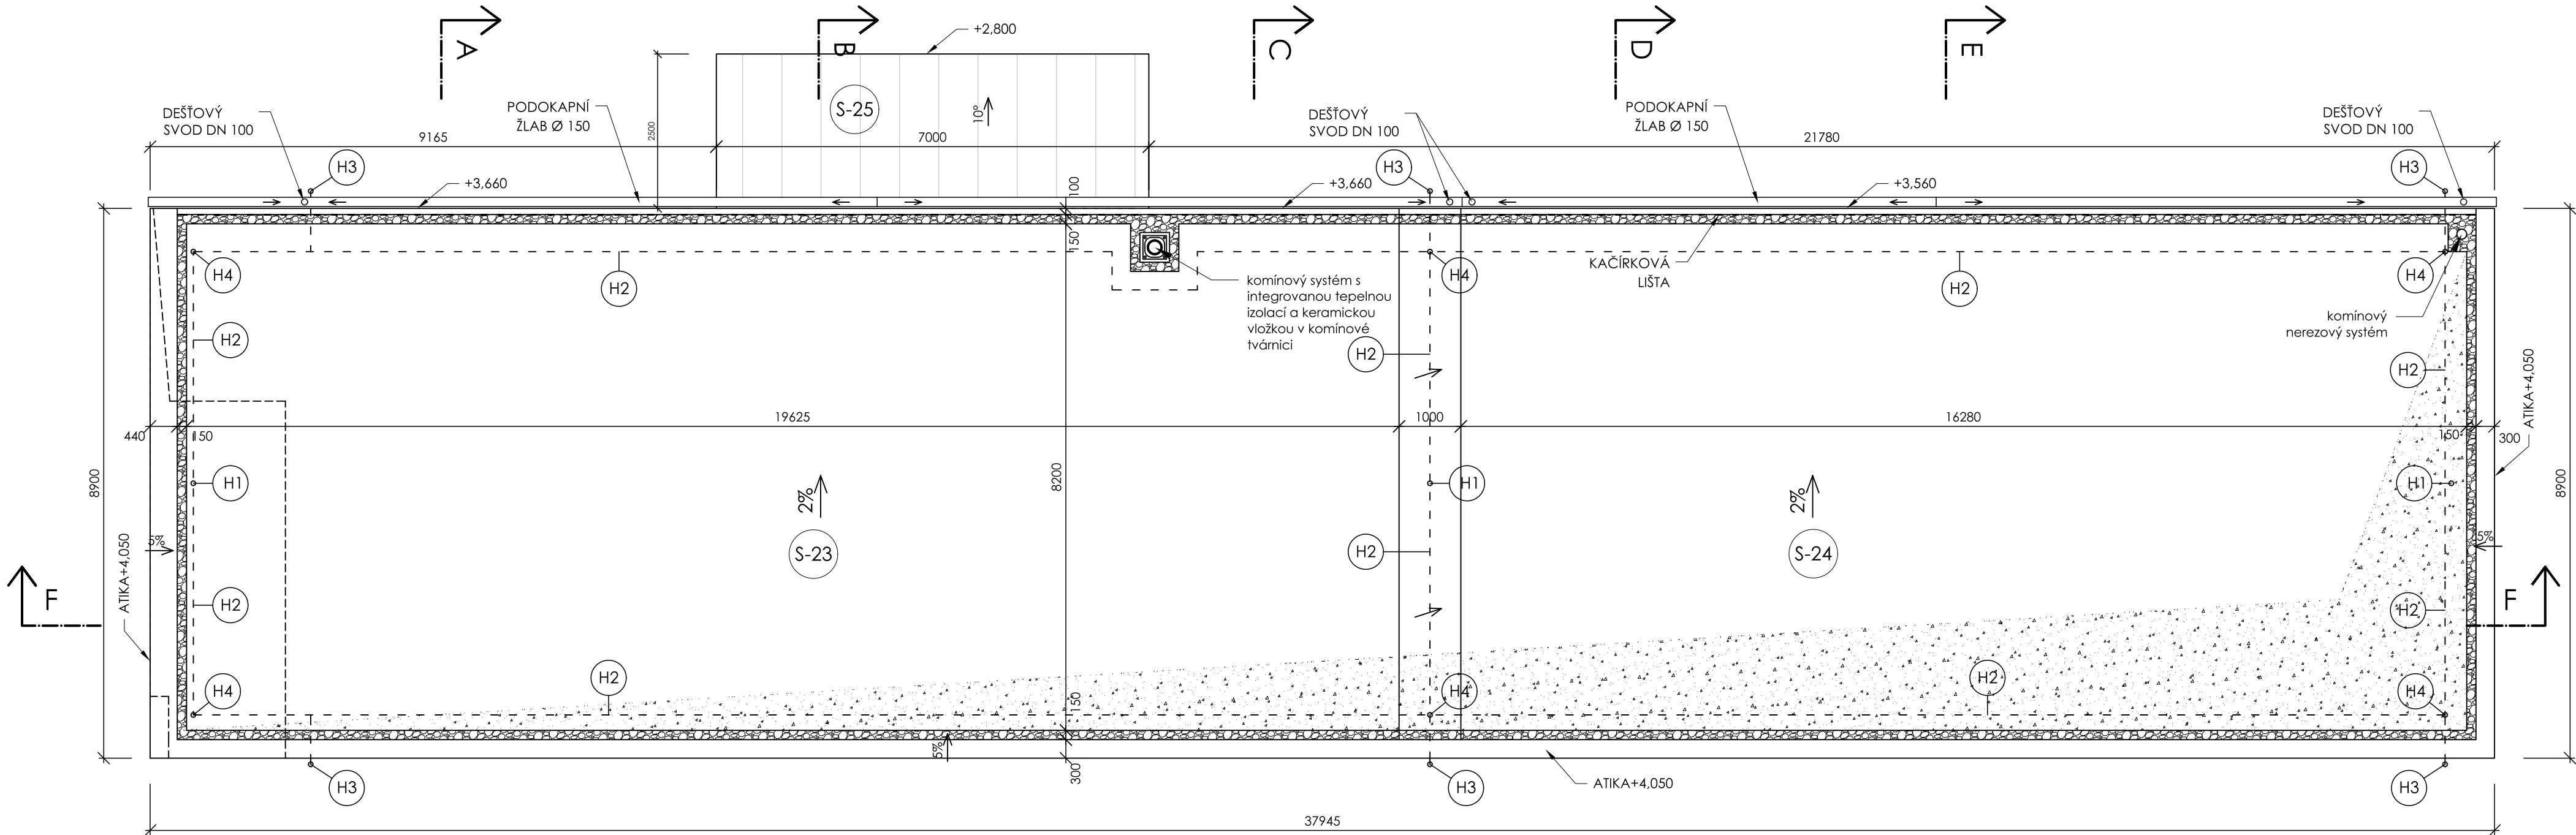 A
B
C
D
E
+2,800
S-25
10°
2500
DEŠŤOVÝ
SVOD DN 100
PODOKAPNÍ
ŽLAB Ø 150
DEŠŤOVÝ
SVOD DN 100
PODOKAPNÍ
ŽLAB Ø 150
DEŠŤOVÝ
SVOD DN 100
9165
7000
21780
H3
H3
H3
+3,660
+3,660
+3,560
100
150
H4
H2
H4
H2
H4
komínový systém s
integrovanou tepelnou
izolací a keramickou
vložkou v komínové
tvárnici
KAČÍRKOVÁ
LIŠTA
komínový
nerezový systém
H2
H2
H2
ATIKA+4,050
440
150
19625
1000
16280
150
300
8900
8200
8900
H1
H1
H1
2%
2%
5%
5%
S-23
S-24
H2
ATIKA+4,050
F
F
H2
H2
H4
H2
H4
H2
H4
150
5%
300
H3
H3
H3
ATIKA+4,050
37945